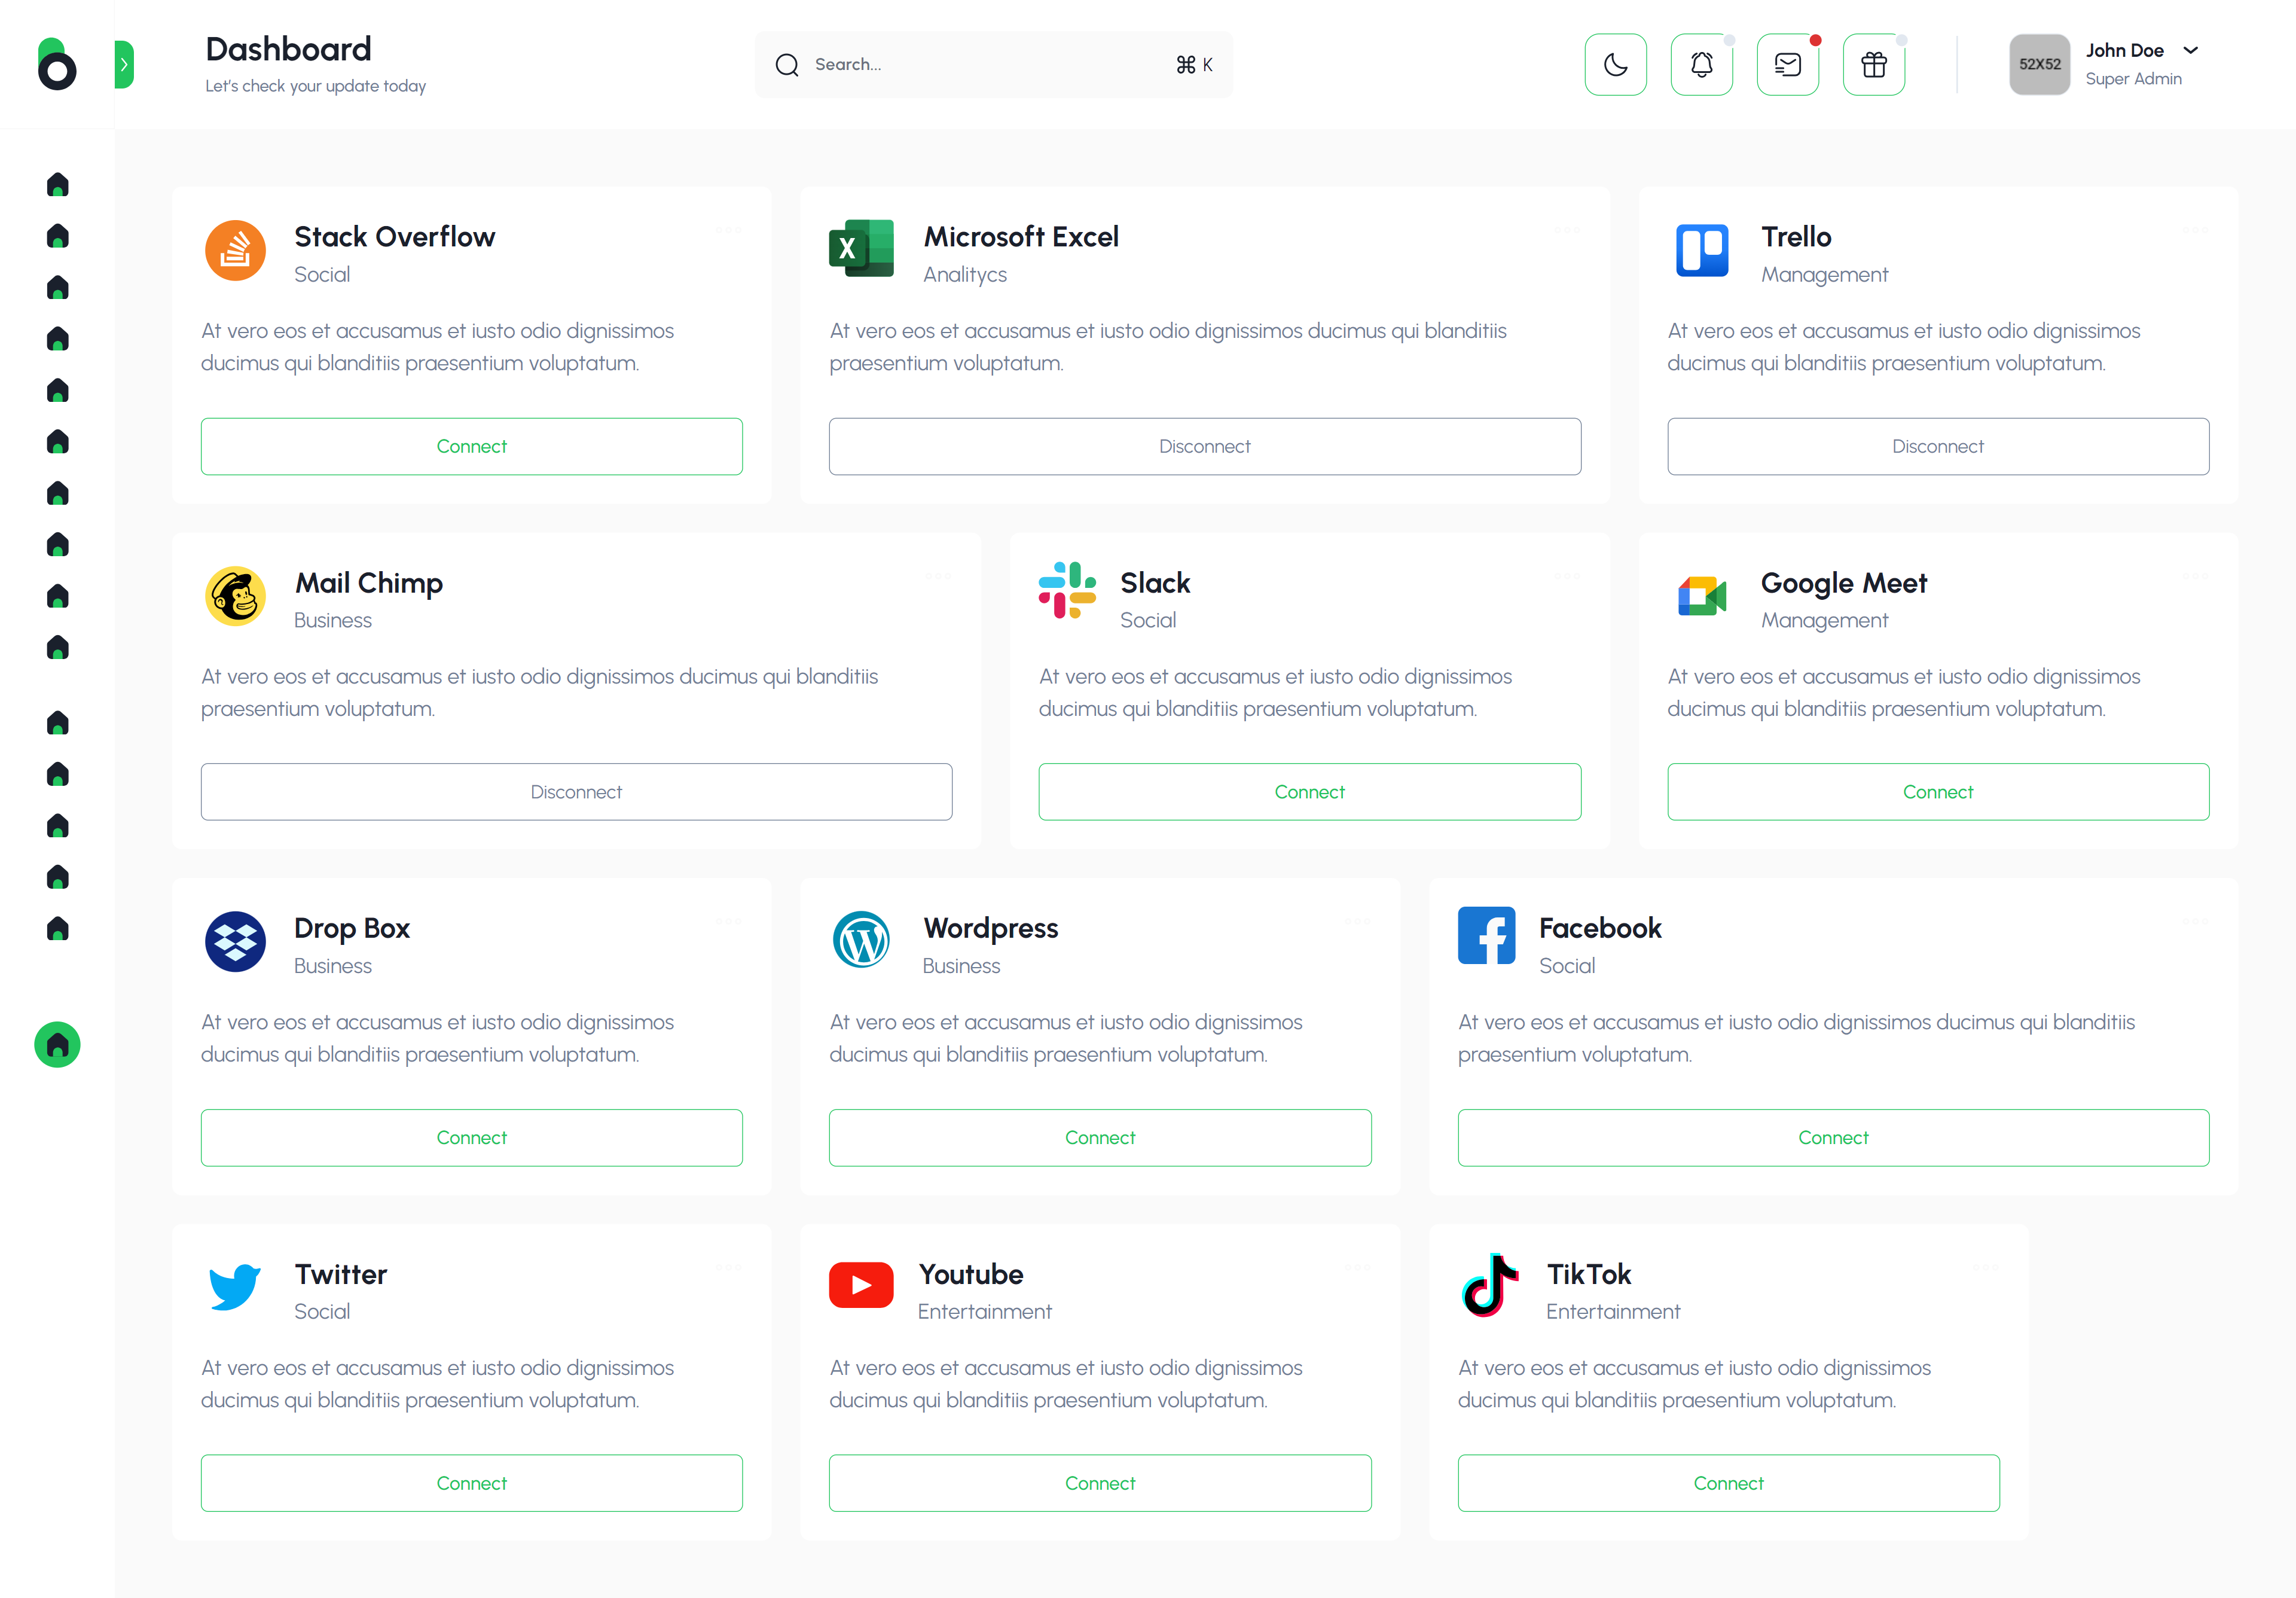 Dashboard
Let's check your update today
Search...
⌘ K
52X52
John Doe
Super Admin
Stack Overflow
Social
At vero eos et accusamus et iusto odio dignissimos
ducimus qui blanditiis praesentium voluptatum.
Connect
X
Microsoft Excel
Analitycs
At vero eos et accusamus et iusto odio dignissimos ducimus qui blanditiis
praesentium voluptatum.
Disconnect
Trello
Management
At vero eos et accusamus et iusto odio dignissimos
ducimus qui blanditiis praesentium voluptatum.
Disconnect
Mail Chimp
Business
At vero eos et accusamus et iusto odio dignissimos ducimus qui blanditiis
praesentium voluptatum.
Disconnect
Slack
Social
At vero eos et accusamus et iusto odio dignissimos
ducimus qui blanditiis praesentium voluptatum.
Connect
Google Meet
Management
At vero eos et accusamus et iusto odio dignissimos
ducimus qui blanditiis praesentium voluptatum.
Connect
Drop Box
Business
At vero eos et accusamus et iusto odio dignissimos
ducimus qui blanditiis praesentium voluptatum.
Connect
Wordpress
Business
At vero eos et accusamus et iusto odio dignissimos
ducimus qui blanditiis praesentium voluptatum.
Connect
Facebook
Social
At vero eos et accusamus et iusto odio dignissimos ducimus qui blanditiis
praesentium voluptatum.
Connect
Twitter
Social
At vero eos et accusamus et iusto odio dignissimos
ducimus qui blanditiis praesentium voluptatum.
Connect
Youtube
Entertainment
At vero eos et accusamus et iusto odio dignissimos
ducimus qui blanditiis praesentium voluptatum.
Connect
TikTok
Entertainment
At vero eos et accusamus et iusto odio dignissimos
ducimus qui blanditiis praesentium voluptatum.
Connect